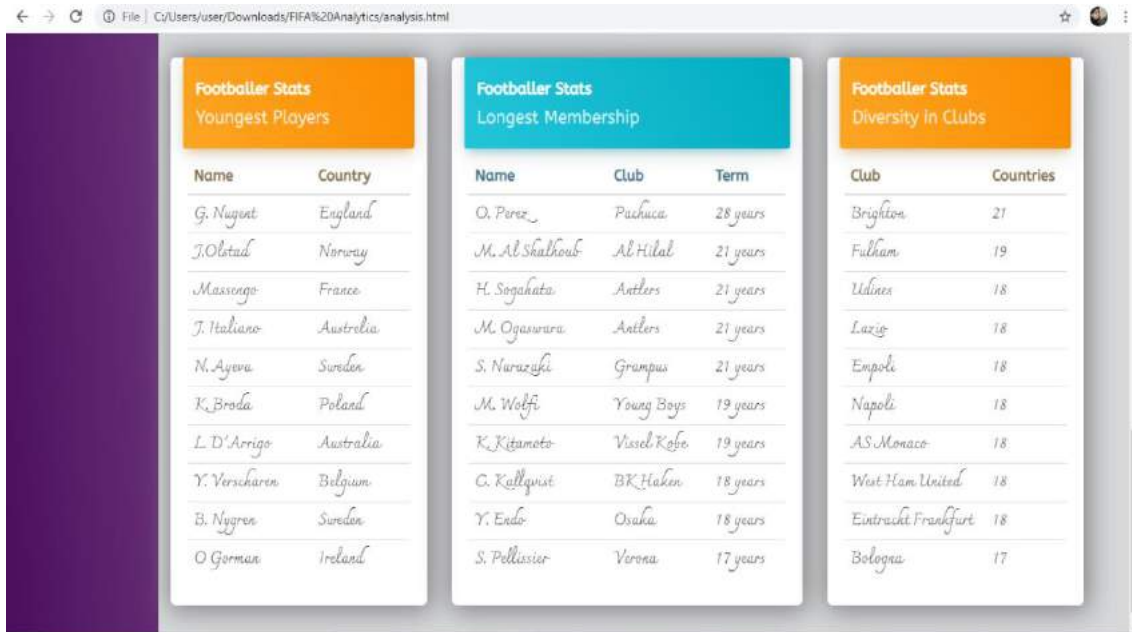 File | C:/Users/user/Downloads/FIFA%20Analytics/analysis.html
Footballer Stats
Youngest Players
Name Country
G. Nugent England
J.Olstad Norway
Massengo France
J. Italiano Australia
N. Ayeva Sweden
K. Broda Poland
L. D'Arrigo Australia
Y. Verscharen Belgium
B. Nygren Sweden
O Gorman Ireland
Footballer Stats
Longest Membership
Name Club Term
O. Perez Pachuca 28 years
M. Al Shalhoub Al Hilal 21 years
H. Sogahata Antlers 21 years
M. Ogasawara Antlers 21 years
S. Narazaki Grampus 21 years
M. Wolfli Young Boys 19 years
K. Kitamoto Vissel Kobe 19 years
C. Kallqvist BK Haken 18 years
Y. Endo Osaka 18 years
S. Pellissier Verona 17 years
Footballer Stats
Diversity in Clubs
Club Countries
Brighton 21
Fulham 19
Udines 18
Lazio 18
Empoli 18
Napoli 18
AS Monaco 18
West Ham United 18
Eintracht Frankfurt 18
Bologna 17